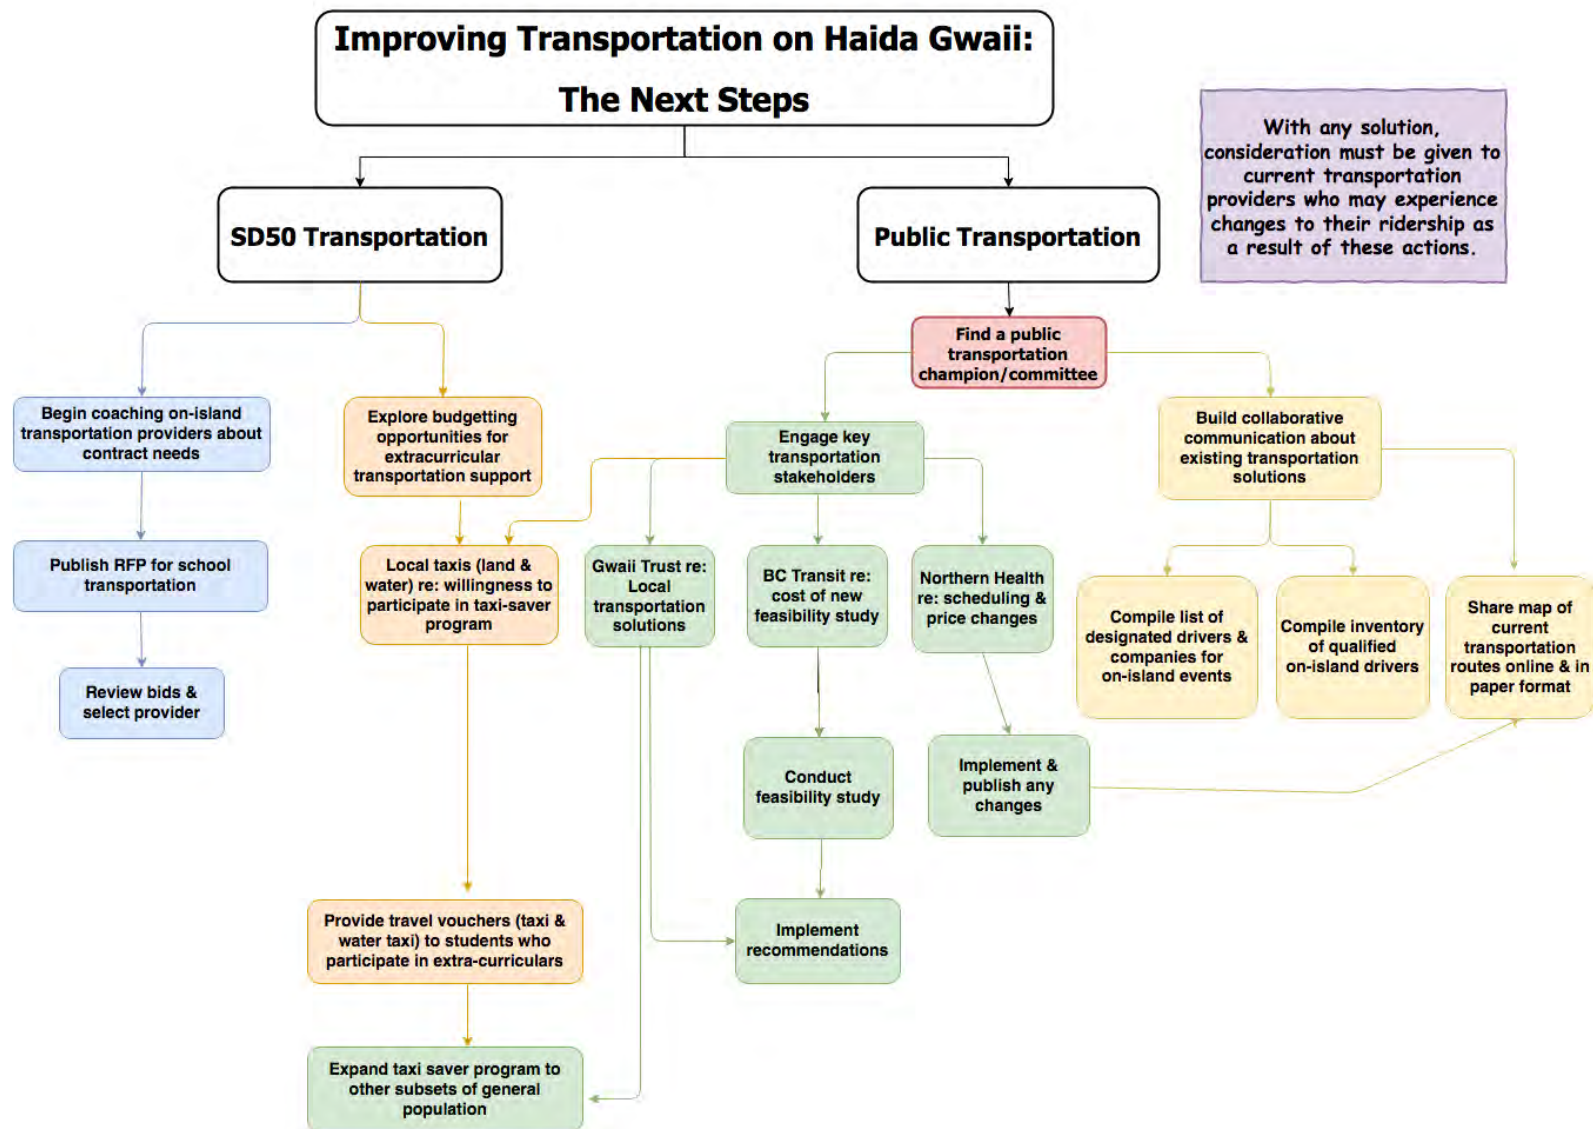 Improving Transportation on Haida Gwaii:
The Next Steps
With any solution,
consideration must be given to
current transportation
providers who may experience
changes to their ridership as
a result of these actions.
SD50 Transportation
Public Transportation
Find a public
transportation
champion/committee
Begin coaching on-island
transportation providers about
contract needs
Explore budgetting
opportunities for
extracurricular
transportation support
Engage key
transportation
stakeholders
Build collaborative
communication about
existing transportation
solutions
Publish RFP for school
transportation
Local taxis (land &
water) re: willingness to
participate in taxi-saver
program
Gwaii Trust re:
Local
transportation
solutions
BC Transit re:
cost of new
feasibility study
Northern Health
re: scheduling &
price changes
Compile list of
designated drivers &
companies for
on-island events
Compile inventory
of qualified
on-island drivers
Share map of
current
transportation
routes online & in
paper format
Review bids &
select provider
Conduct
feasibility study
Implement &
publish any
changes
Provide travel vouchers (taxi &
water taxi) to students who
participate in extra-curriculars
Implement
recommendations
Expand taxi saver program to
other subsets of general
population